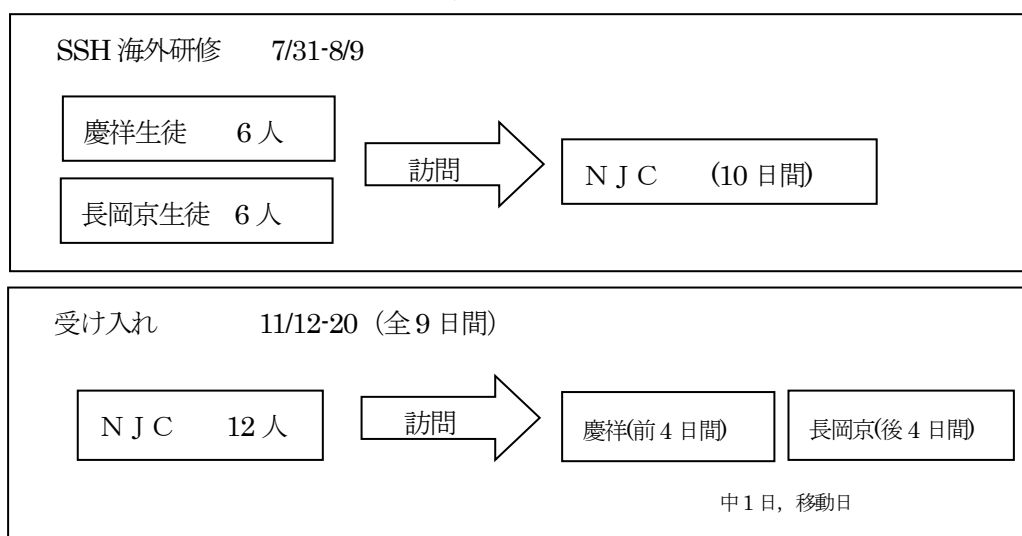 SSH 海外研修 7/31-8/9
慶祥生徒 6 人
訪問
ＮＪＣ (10 日間)
長岡京生徒 6 人
受け入れ 11/12-20（全 9 日間）
ＮＪＣ 12 人
訪問
慶祥(前 4 日間)
長岡京(後 4 日間)
中 1 日，移動日